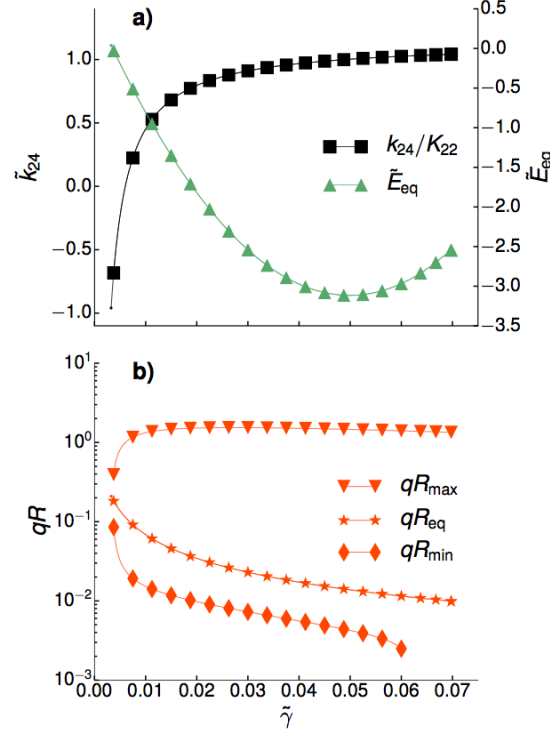 a)
1.0
0.5
0.0
−0.5
−1.0
k̃₂₄
0.0
−0.5
−1.0
−1.5
−2.0
−2.5
−3.0
−3.5
Ẽeq
k₂₄/K₂₂
Ẽeq
b)
10¹
10⁰
10⁻¹
10⁻²
10⁻³
qR
qRmax
qReq
qRmin
0.00 0.01 0.02 0.03 0.04 0.05 0.06 0.07
γ̃